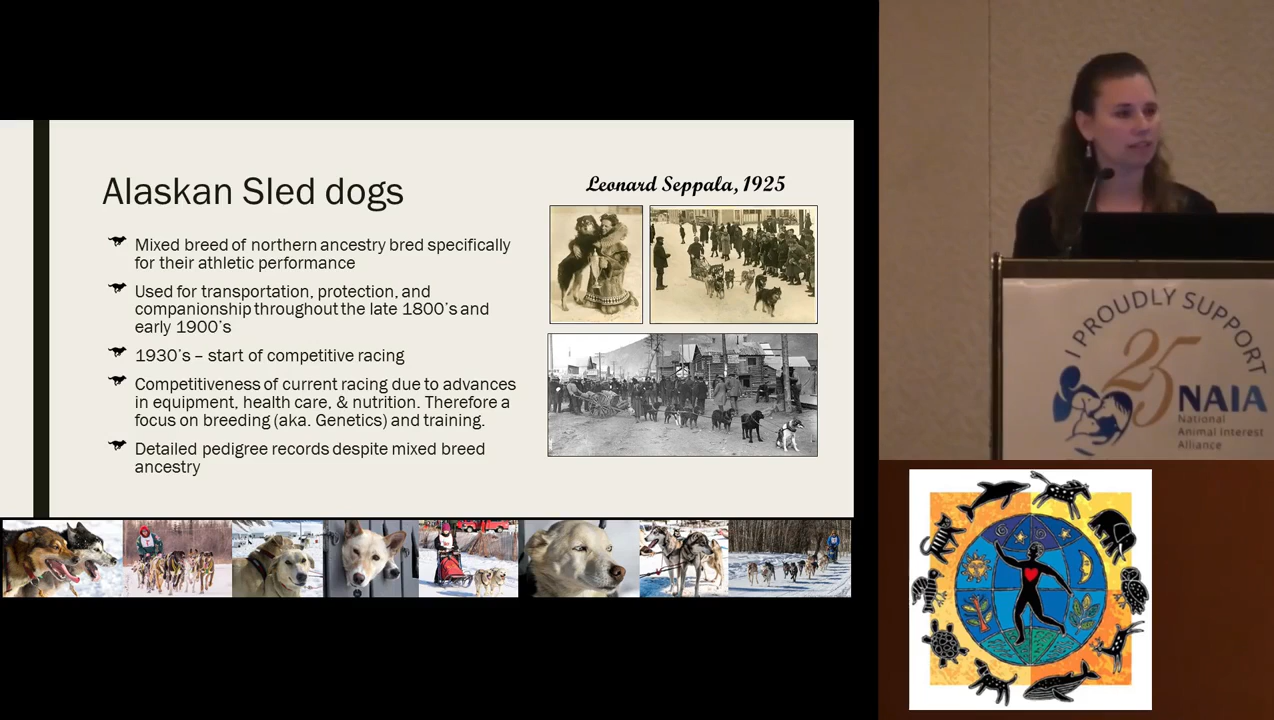 Alaskan Sled dogs
Leonard Seppala, 1925
Mixed breed of northern ancestry bred specifically
for their athletic performance
Used for transportation, protection, and
companionship throughout the late 1800's and
early 1900's
1930's – start of competitive racing
Competitiveness of current racing due to advances
in equipment, health care, & nutrition. Therefore a
focus on breeding (aka. Genetics) and training.
Detailed pedigree records despite mixed breed
ancestry
I PROUDLY SUPPORT
25
NAIA
National
Animal Interest
Alliance